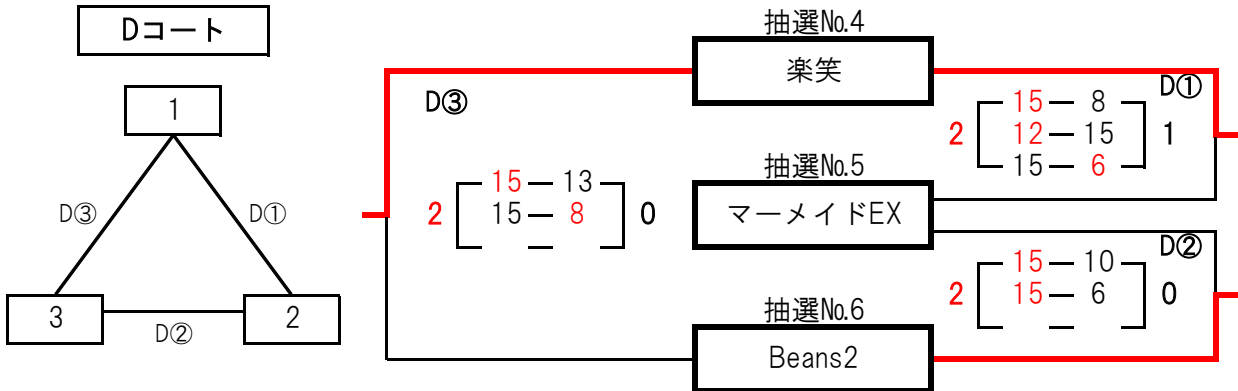 Dコート
1
D③
D①
3
D②
2
抽選No.4
楽笑
D③
D①
2
15 — 8
12 — 15
15 — 6
1
抽選No.5
マーメイドEX
2
15 — 13
15 — 8
— 
0
D②
2
15 — 10
15 — 6
— 
0
抽選No.6
Beans2